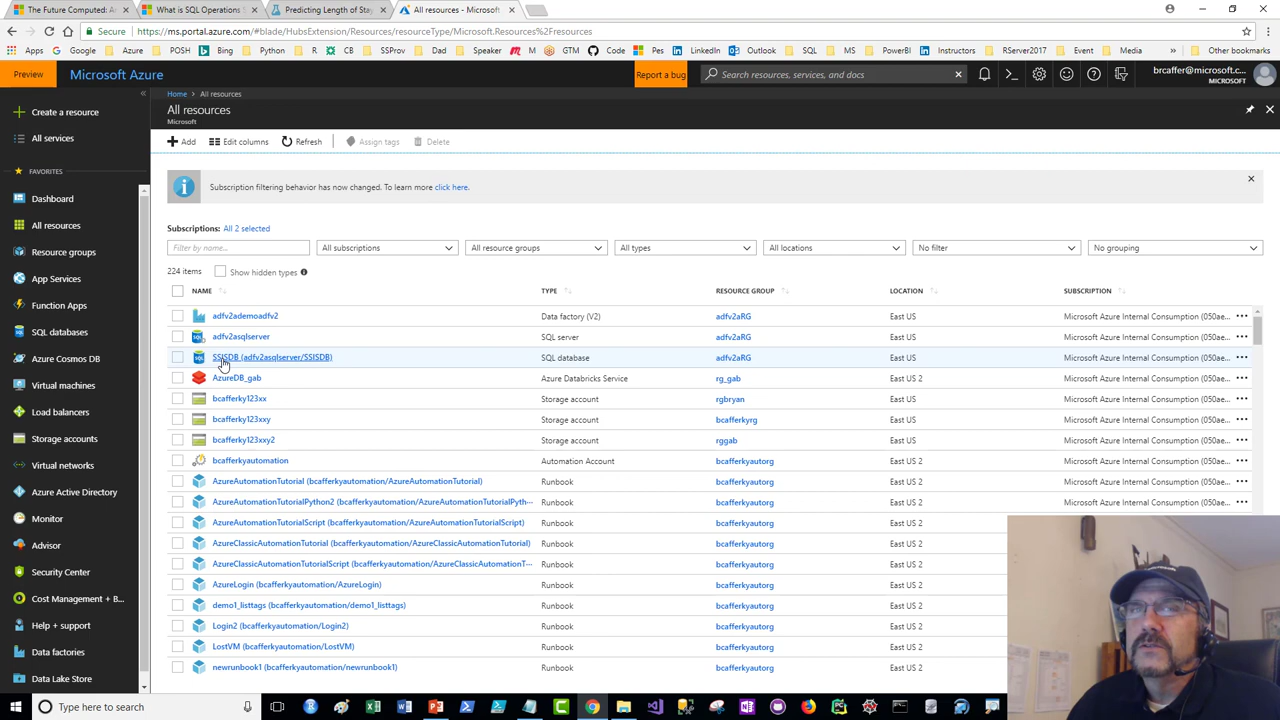 The Future Computed: A
What is SQL Operations S
Predicting Length of Stay
All resources - Microsoft
Secure https://ms.portal.azure.com/#blade/HubsExtension/Resources/resourceType/Microsoft.Resources%2Fresources
Apps Google Azure POSH Bing Python CB SSProv Dad Speaker GTM Code Pes LinkedIn Outlook SQL MS PowerBI Instructors RServer2017 Event Media » Other bookmarks
Preview Microsoft Azure Report a bug Search resources, services, and docs brcaffer@microsoft.c...
MICROSOFT
Create a resource
All services
FAVORITES
Dashboard
All resources
Resource groups
App Services
Function Apps
SQL databases
Azure Cosmos DB
Virtual machines
Load balancers
Storage accounts
Virtual networks
Azure Active Directory
Monitor
Advisor
Security Center
Cost Management + B...
Help + support
Data factories
Data Lake Store
Home > All resources
All resources
Microsoft
Add Edit columns Refresh Assign tags Delete
Subscription filtering behavior has now changed. To learn more click here.
Subscriptions: All 2 selected
Filter by name... All subscriptions All resource groups All types All locations No filter No grouping
224 items Show hidden types
NAME TYPE RESOURCE GROUP LOCATION SUBSCRIPTION
adfv2ademoadfv2 Data factory (V2) adfv2aRG East US Microsoft Azure Internal Consumption (050ae...
adfv2asqlserver SQL server adfv2aRG East US Microsoft Azure Internal Consumption (050ae...
SSISDB (adfv2asqlserver/SSISDB) SQL database adfv2aRG East US Microsoft Azure Internal Consumption (050ae...
AzureDB_gab Azure Databricks Service rg_gab East US 2 Microsoft Azure Internal Consumption (050ae...
bcafferky123xx Storage account rgbryan East US Microsoft Azure Internal Consumption (050ae...
bcafferky123xxy Storage account bcafferkyrg East US Microsoft Azure Internal Consumption (050ae...
bcafferky123xxy2 Storage account rggab East US Microsoft Azure Internal Consumption (050ae...
bcafferkyautomation Automation Account bcafferkyautorg East US 2 Microsoft Azure Internal Consumption (050ae...
AzureAutomationTutorial (bcafferkyautomation/AzureAutomationTutorial) Runbook bcafferkyautorg East US 2 Microsoft Azure Internal Consumption (050ae...
AzureAutomationTutorialPython2 (bcafferkyautomation/AzureAutomationTutorialPyth... Runbook bcafferkyautorg East US 2 Microsoft Azure Internal Consumption (050ae...
AzureAutomationTutorialScript (bcafferkyautomation/AzureAutomationTutorialScript) Runbook bcafferkyautorg East US 2
AzureClassicAutomationTutorial (bcafferkyautomation/AzureClassicAutomationTutorial) Runbook bcafferkyautorg East US 2
AzureClassicAutomationTutorialScript (bcafferkyautomation/AzureClassicAutomationT... Runbook bcafferkyautorg East US 2
AzureLogin (bcafferkyautomation/AzureLogin) Runbook bcafferkyautorg East US 2
demo1_listtags (bcafferkyautomation/demo1_listtags) Runbook bcafferkyautorg East US 2
Login2 (bcafferkyautomation/Login2) Runbook bcafferkyautorg East US 2
LostVM (bcafferkyautomation/LostVM) Runbook bcafferkyautorg East US 2
newrunbook1 (bcafferkyautomation/newrunbook1) Runbook bcafferkyautorg East US 2
Type here to search